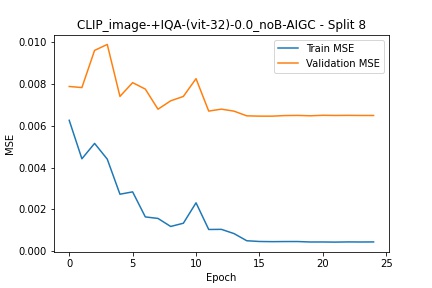 CLIP_image-+IQA-(vit-32)-0.0_noB-AIGC - Split 8
Train MSE
Validation MSE
0.010
0.008
0.006
0.004
0.002
0.000
MSE
0 5 10 15 20 25
Epoch